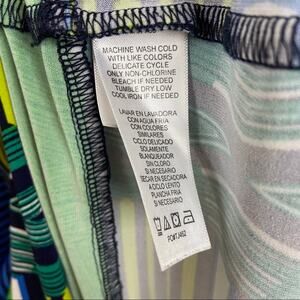 MACHINE WASH COLD
WITH LIKE COLORS
DELICATE CYCLE
ONLY NON-CHLORINE
BLEACH IF NEEDED
TUMBLE DRY LOW
COOL IRON IF NEEDED
LAVAR EN LAVADORA
CON AGUA FRIA
CON COLORES
SIMILARES
CICLO DELICADO
SOLAMENTE
BLANQUEADOR
SIN CLORO
SI NECESARIO
SECAR EN SECADORA
A CICLO LENTO
PLANCHA FRIA
SI NECESARIO